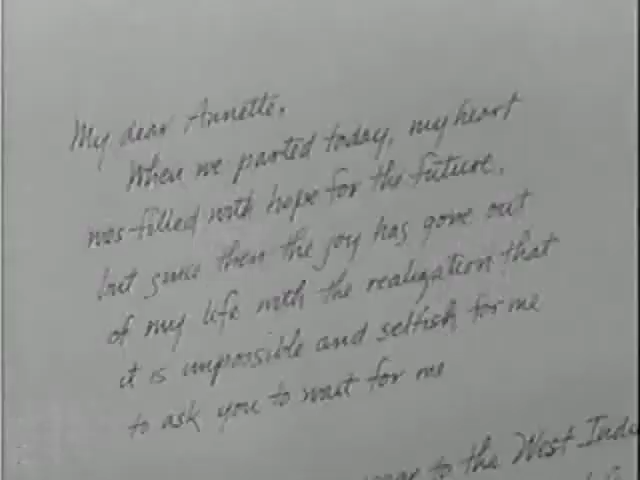 My dear Annette,
When we parted today, my heart
was filled with hope for the future,
but since then the joy has gone out
of my life with the realization that
it is impossible and selfish for me
to ask you to wait for me
to the West Indi